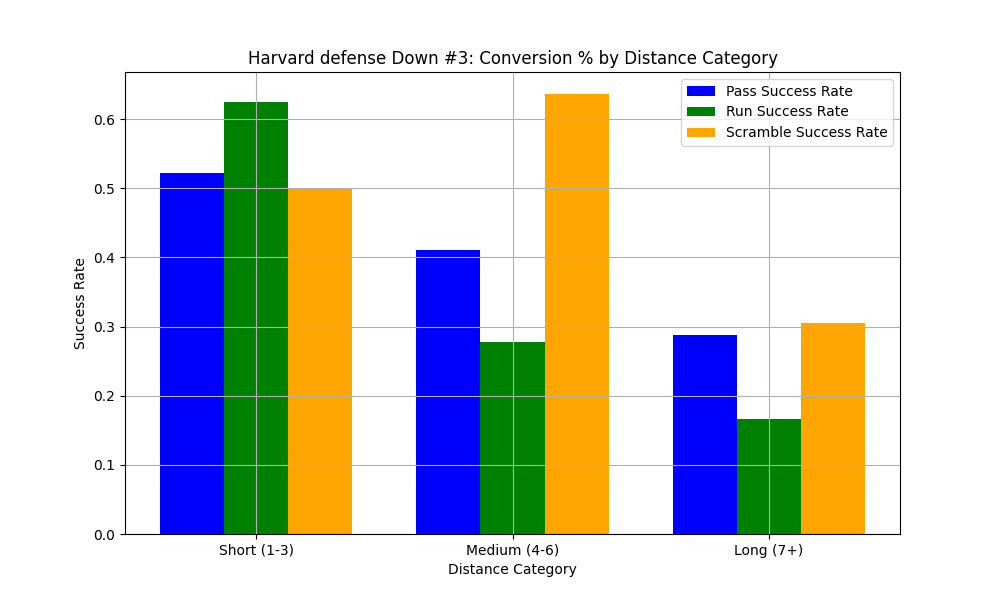 Harvard defense Down #3: Conversion % by Distance Category
Pass Success Rate
Run Success Rate
Scramble Success Rate
Success Rate
0.6
0.5
0.4
0.3
0.2
0.1
0.0
Short (1-3)
Medium (4-6)
Long (7+)
Distance Category